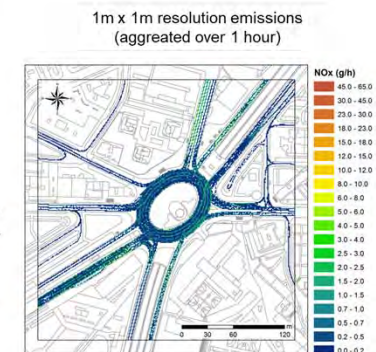 1m x 1m resolution emissions
(aggreated over 1 hour)
NOx (g/h)
45.0 - 65.0
30.0 - 45.0
23.0 - 30.0
18.0 - 23.0
15.0 - 18.0
12.0 - 15.0
10.0 - 12.0
8.0 - 10.0
6.0 - 8.0
5.0 - 6.0
4.0 - 5.0
3.0 - 4.0
2.5 - 3.0
2.0 - 2.5
1.5 - 2.0
1.0 - 1.5
0.7 - 1.0
0.5 - 0.7
0.2 - 0.5
0.0 - 0.2
m
0 30 60 120